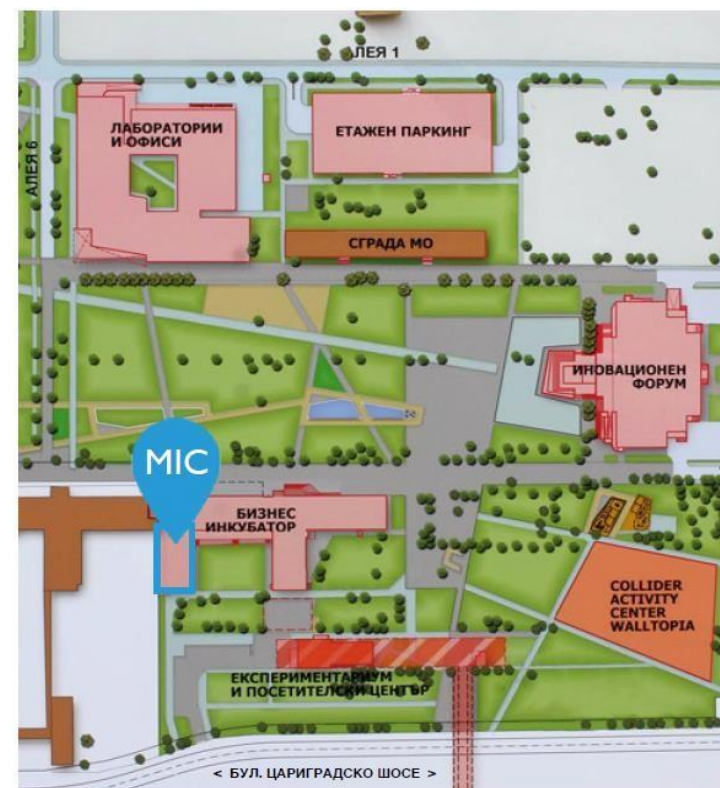 АЛЕЯ 1
ЛАБОРАТОРИИ
И ОФИСИ
ЕТАЖЕН ПАРКИНГ
АЛЕЯ 6
СГРАДА МО
ИНОВАЦИОНЕН
ФОРУМ
MIC
БИЗНЕС
ИНКУБАТОР
COLLIDER
ACTIVITY
CENTER
WALLTOPIA
ЕКСПЕРИМЕНТАРИУМ
И ПОСЕТИТЕЛСКИ ЦЕНТЪР
< БУЛ. ЦАРИГРАДСКО ШОСЕ >